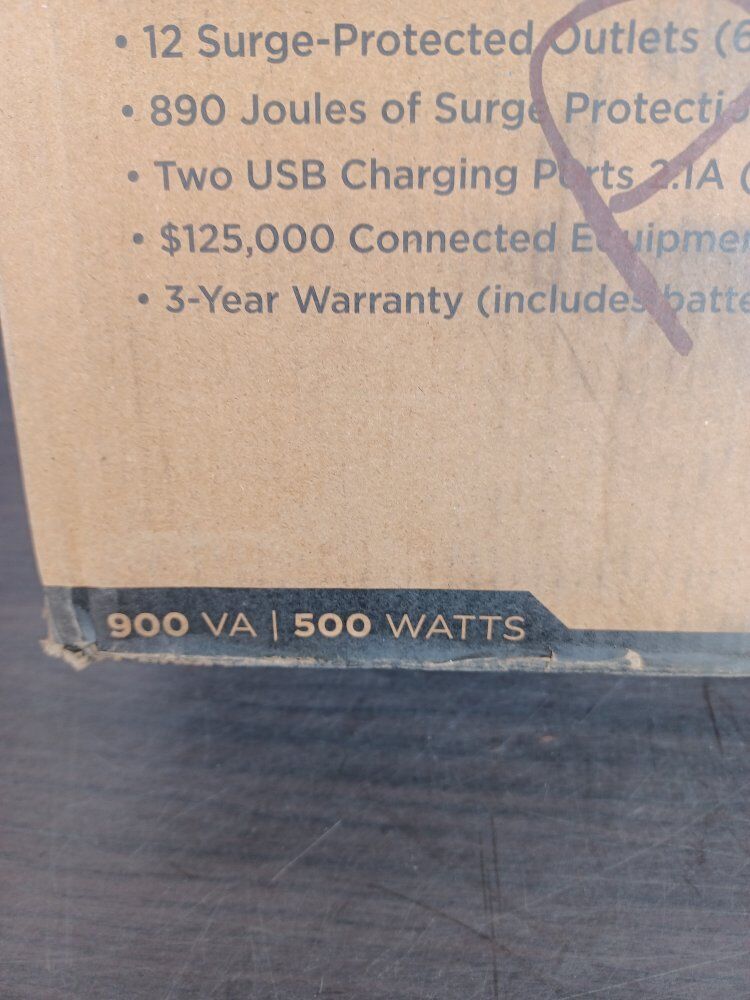 • 12 Surge-Protected Outlets (6
• 890 Joules of Surge Protectio
• Two USB Charging Ports 2.1A (
• $125,000 Connected Equipmen
• 3-Year Warranty (includes batte
900 VA | 500 WATTS